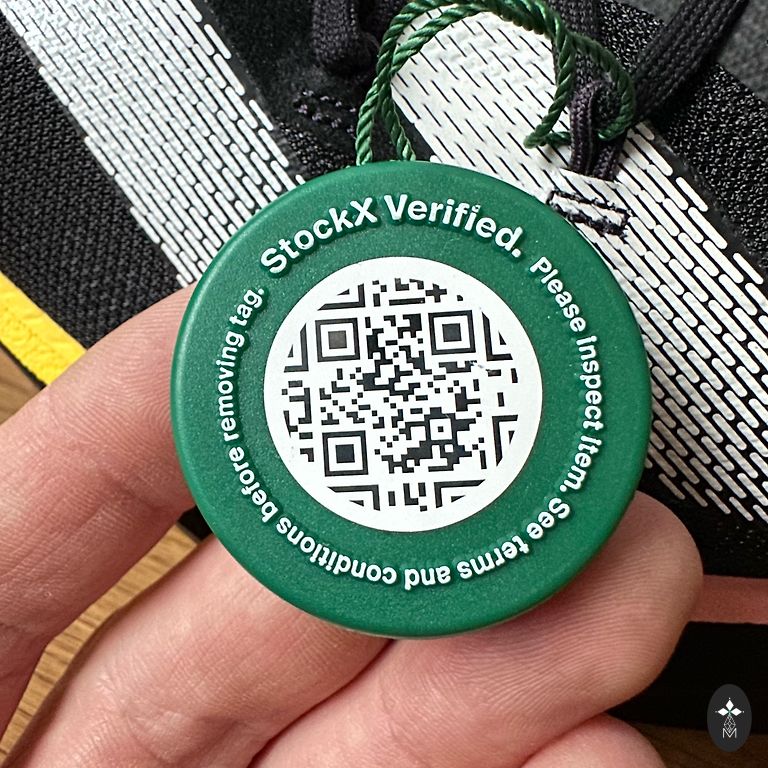 StockX Verified.
Please inspect item. See terms and conditions before removing tag.
M